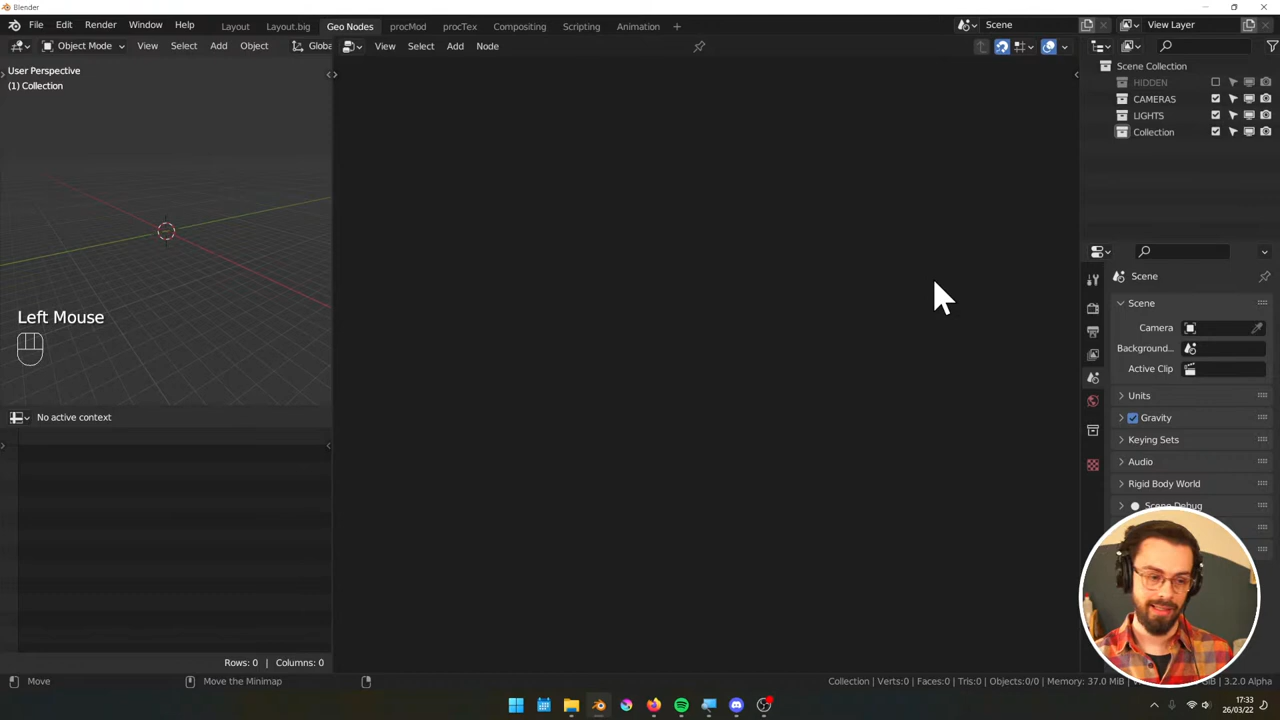 Blender
File Edit Render Window Help
Layout Layout.big Geo Nodes procMod procTex Compositing Scripting Animation +
Scene
View Layer
Object Mode View Select Add Object Globa
View Select Add Node
User Perspective
(1) Collection
Scene Collection
HIDDEN
CAMERAS
LIGHTS
Collection
Scene
Scene
Camera
Background...
Active Clip
Units
Gravity
Keying Sets
Audio
Rigid Body World
Scene Debug
Left Mouse
No active context
Rows: 0 | Columns: 0
Move
Move the Minimap
Collection | Verts:0 | Faces:0 | Tris:0 | Objects:0/0 | Memory: 37.0 MiB | 3.2.0 Alpha
17:33
26/03/22